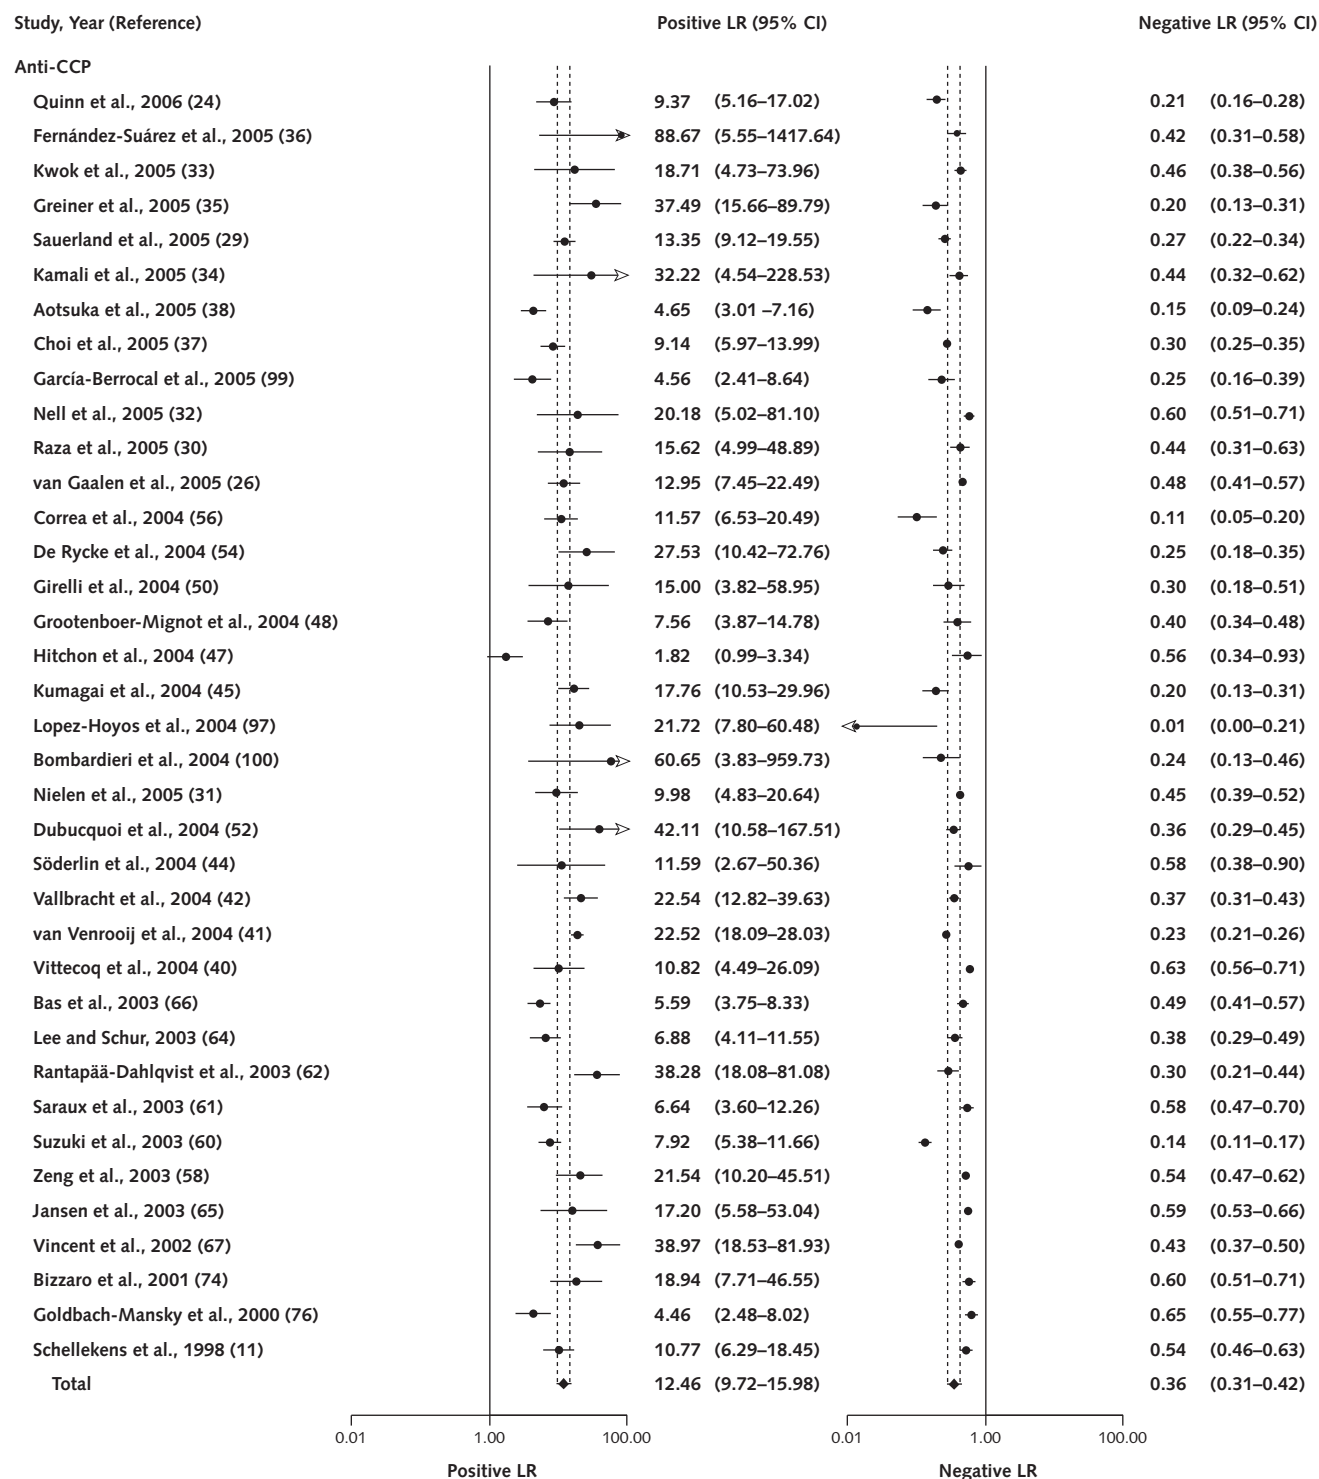 Study, Year (Reference) Positive LR (95% CI) Negative LR (95% CI)
Anti-CCP
Quinn et al., 2006 (24) 9.37 (5.16–17.02) 0.21 (0.16–0.28)
Fernández-Suárez et al., 2005 (36) 88.67 (5.55–1417.64) 0.42 (0.31–0.58)
Kwok et al., 2005 (33) 18.71 (4.73–73.96) 0.46 (0.38–0.56)
Greiner et al., 2005 (35) 37.49 (15.66–89.79) 0.20 (0.13–0.31)
Sauerland et al., 2005 (29) 13.35 (9.12–19.55) 0.27 (0.22–0.34)
Kamali et al., 2005 (34) 32.22 (4.54–228.53) 0.44 (0.32–0.62)
Aotsuka et al., 2005 (38) 4.65 (3.01 –7.16) 0.15 (0.09–0.24)
Choi et al., 2005 (37) 9.14 (5.97–13.99) 0.30 (0.25–0.35)
García-Berrocal et al., 2005 (99) 4.56 (2.41–8.64) 0.25 (0.16–0.39)
Nell et al., 2005 (32) 20.18 (5.02–81.10) 0.60 (0.51–0.71)
Raza et al., 2005 (30) 15.62 (4.99–48.89) 0.44 (0.31–0.63)
van Gaalen et al., 2005 (26) 12.95 (7.45–22.49) 0.48 (0.41–0.57)
Correa et al., 2004 (56) 11.57 (6.53–20.49) 0.11 (0.05–0.20)
De Rycke et al., 2004 (54) 27.53 (10.42–72.76) 0.25 (0.18–0.35)
Girelli et al., 2004 (50) 15.00 (3.82–58.95) 0.30 (0.18–0.51)
Grootenboer-Mignot et al., 2004 (48) 7.56 (3.87–14.78) 0.40 (0.34–0.48)
Hitchon et al., 2004 (47) 1.82 (0.99–3.34) 0.56 (0.34–0.93)
Kumagai et al., 2004 (45) 17.76 (10.53–29.96) 0.20 (0.13–0.31)
Lopez-Hoyos et al., 2004 (97) 21.72 (7.80–60.48) 0.01 (0.00–0.21)
Bombardieri et al., 2004 (100) 60.65 (3.83–959.73) 0.24 (0.13–0.46)
Nielen et al., 2005 (31) 9.98 (4.83–20.64) 0.45 (0.39–0.52)
Dubucquoi et al., 2004 (52) 42.11 (10.58–167.51) 0.36 (0.29–0.45)
Söderlin et al., 2004 (44) 11.59 (2.67–50.36) 0.58 (0.38–0.90)
Vallbracht et al., 2004 (42) 22.54 (12.82–39.63) 0.37 (0.31–0.43)
van Venrooij et al., 2004 (41) 22.52 (18.09–28.03) 0.23 (0.21–0.26)
Vittecoq et al., 2004 (40) 10.82 (4.49–26.09) 0.63 (0.56–0.71)
Bas et al., 2003 (66) 5.59 (3.75–8.33) 0.49 (0.41–0.57)
Lee and Schur, 2003 (64) 6.88 (4.11–11.55) 0.38 (0.29–0.49)
Rantapää-Dahlqvist et al., 2003 (62) 38.28 (18.08–81.08) 0.30 (0.21–0.44)
Saraux et al., 2003 (61) 6.64 (3.60–12.26) 0.58 (0.47–0.70)
Suzuki et al., 2003 (60) 7.92 (5.38–11.66) 0.14 (0.11–0.17)
Zeng et al., 2003 (58) 21.54 (10.20–45.51) 0.54 (0.47–0.62)
Jansen et al., 2003 (65) 17.20 (5.58–53.04) 0.59 (0.53–0.66)
Vincent et al., 2002 (67) 38.97 (18.53–81.93) 0.43 (0.37–0.50)
Bizzaro et al., 2001 (74) 18.94 (7.71–46.55) 0.60 (0.51–0.71)
Goldbach-Mansky et al., 2000 (76) 4.46 (2.48–8.02) 0.65 (0.55–0.77)
Schellekens et al., 1998 (11) 10.77 (6.29–18.45) 0.54 (0.46–0.63)
Total 12.46 (9.72–15.98) 0.36 (0.31–0.42)
0.01 1.00 100.00 0.01 1.00 100.00
Positive LR Negative LR